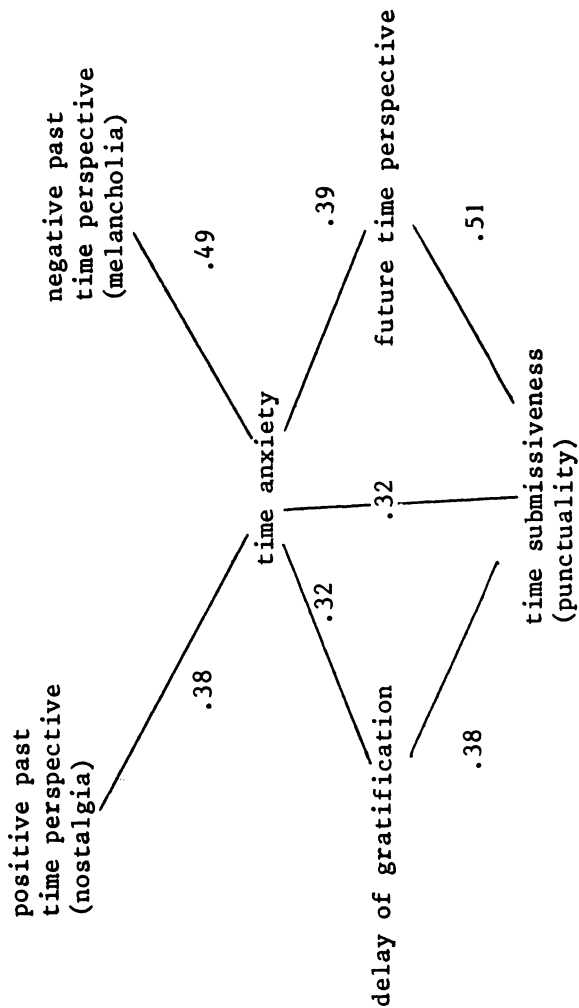 positive past
time perspective
(nostalgia)
negative past
time perspective
(melancholia)
.38
.49
time anxiety
.32
.32
.39
delay of gratification
future time perspective
.38
.51
time submissiveness
(punctuality)